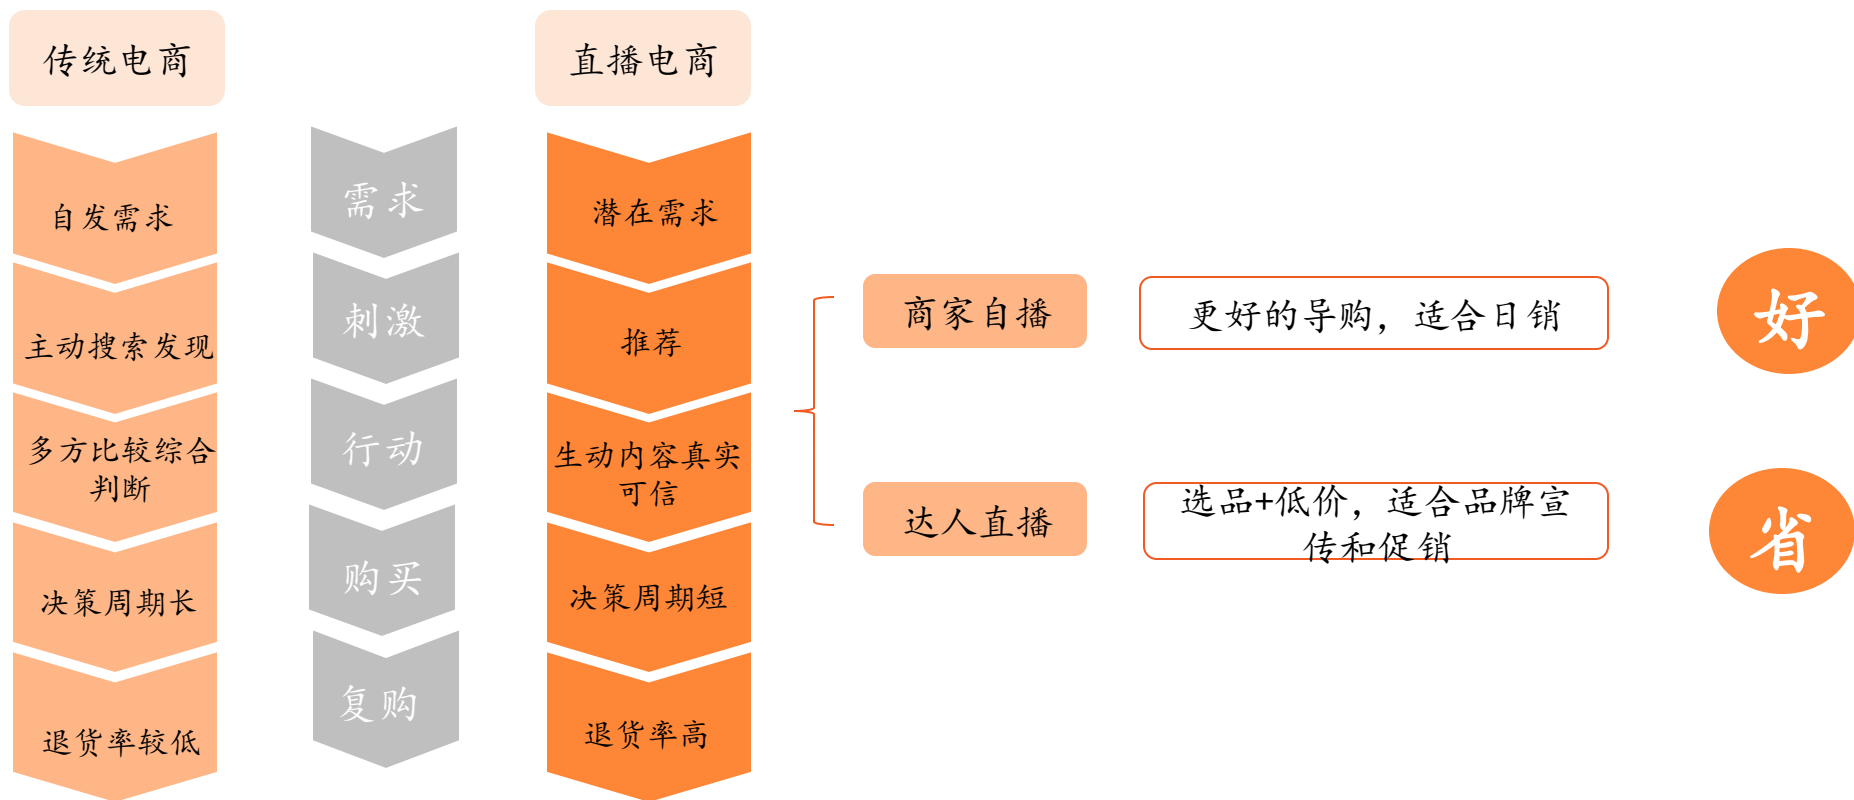 传统电商
直播电商
自发需求
需求
潜在需求
主动搜索发现
刺激
推荐
多方比较综合
判断
行动
生动内容真实
可信
决策周期长
购买
决策周期短
退货率较低
复购
退货率高
商家自播
更好的导购，适合日销
好
达人直播
选品+低价，适合品牌宣
传和促销
省